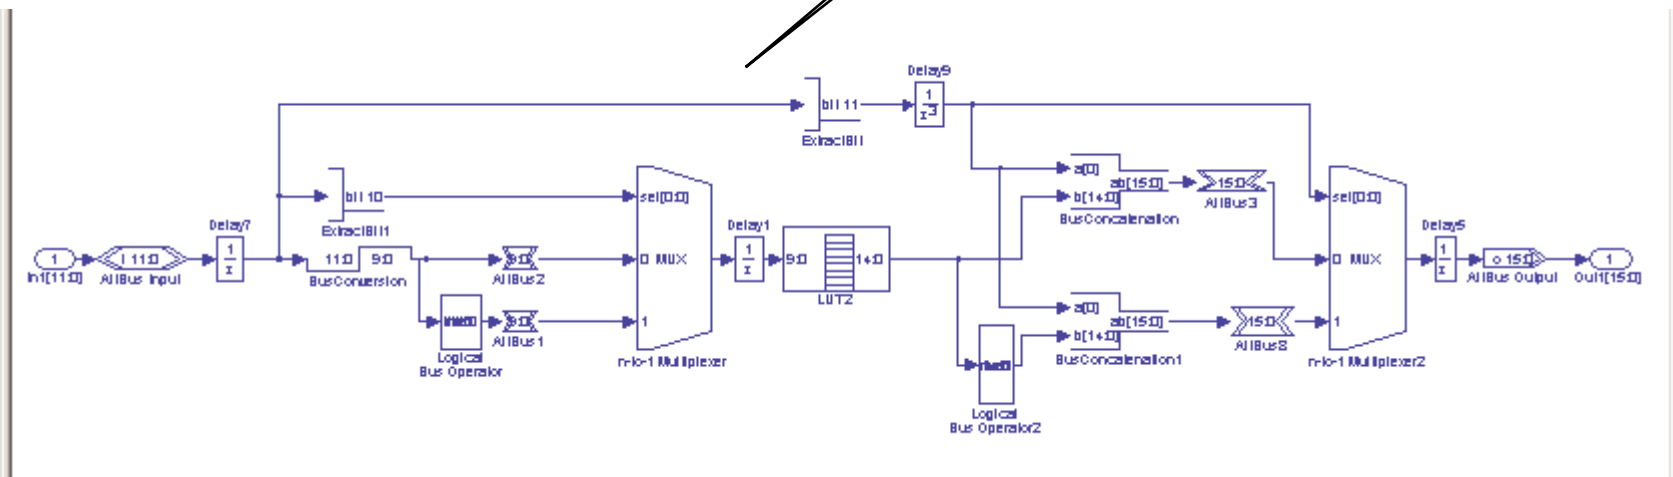 Delay9
1
z
3
bit 11
ExtractBit
a[0]
ab[15:0]
b[14:0]
BusConcatenation
15:0
AltBus3
bit 10
ExtractBit1
sel[0:0]
0 MUX
1
n-to-1 Multiplexer
sel[0:0]
0 MUX
1
n-to-1 Multiplexer2
Delay7
1
z
1
In1[11:0]
i 11:0
AltBus Input
11:0 9:0
BusConversion
9:0
AltBus2
Delay1
1
z
9:0 14:0
LUT2
Delay5
1
z
o 15:0
AltBus Output
1
Out1[15:0]
Logical
Bus Operator
9:0
AltBus1
a[0]
ab[15:0]
b[14:0]
BusConcatenation1
15:0
AltBus8
Logical
Bus Operator2